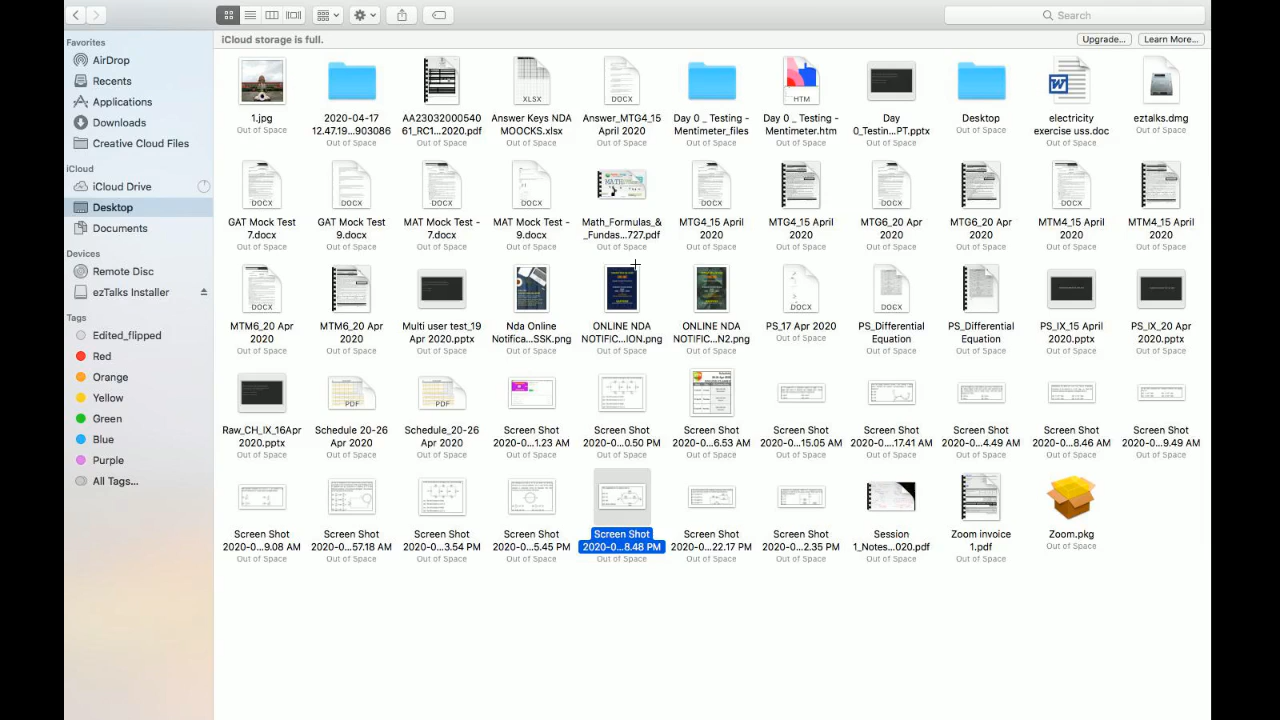 Search
Favorites
AirDrop
Recents
Applications
Downloads
Creative Cloud Files
iCloud
iCloud Drive
Desktop
Documents
Devices
Remote Disc
ezTalks Installer
Tags
Edited_flipped
Red
Orange
Yellow
Green
Blue
Purple
All Tags...
iCloud storage is full.
Upgrade...
Learn More...
1.jpg
Out of Space
2020-04-17
12.47.19...903086
Out of Space
AA23032000540
61_RC1...2020.pdf
Out of Space
XLSX
Answer Keys NDA
MOOCKS.xlsx
Out of Space
DOCX
Answer_MTG4_15
April 2020
Out of Space
Day 0 _ Testing -
Mentimeter_files
Out of Space
HTM
Day 0 _ Testing -
Mentimeter.htm
Out of Space
Day
0_Testin...PT.pptx
Out of Space
Desktop
Out of Space
W
electricity
exercise uss.doc
Out of Space
eztalks.dmg
Out of Space
DOCX
GAT Mock Test
7.docx
Out of Space
DOCX
GAT Mock Test
9.docx
Out of Space
DOCX
MAT Mock Test -
7.docx
Out of Space
DOCX
MAT Mock Test -
9.docx
Out of Space
MATH
Math_Formulas_&
_Fundas...727.pdf
Out of Space
DOCX
MTG4_15 April
2020
Out of Space
MTG4_15 April
2020
Out of Space
DOCX
MTG6_20 Apr
2020
Out of Space
MTG6_20 Apr
2020
Out of Space
DOCX
MTM4_15 April
2020
Out of Space
MTM4_15 April
2020
Out of Space
DOCX
MTM6_20 Apr
2020
Out of Space
MTM6_20 Apr
2020
Out of Space
Multi user test_19
Apr 2020.pptx
Out of Space
Nda Online
Notifica...SSK.png
Out of Space
ONLINE NDA
NOTIFIC...ION.png
Out of Space
ONLINE NDA
NOTIFIC...N2.png
Out of Space
DOCX
PS_17 Apr 2020
Out of Space
DOCX
PS_Differential
Equation
Out of Space
PS_Differential
Equation
Out of Space
PS_IX_15 April
2020.pptx
Out of Space
PS_IX_20 Apr
2020.pptx
Out of Space
Raw_CH_IX_16Apr
2020.pptx
Out of Space
PDF
Schedule 20-26
Apr 2020
Out of Space
PDF
Schedule_20-26
Apr 2020
Out of Space
Screen Shot
2020-0...1.23 AM
Out of Space
Screen Shot
2020-0...0.50 PM
Out of Space
Screen Shot
2020-0...6.53 AM
Out of Space
Screen Shot
2020-0...15.05 AM
Out of Space
Screen Shot
2020-0....17.41 AM
Out of Space
Screen Shot
2020-0...4.49 AM
Out of Space
Screen Shot
2020-0...8.46 AM
Out of Space
Screen Shot
2020-0...9.49 AM
Out of Space
Screen Shot
2020-0...9.08 AM
Out of Space
Screen Shot
2020-0...57.18 AM
Out of Space
Screen Shot
2020-0...3.54 PM
Out of Space
Screen Shot
2020-0...5.45 PM
Out of Space
Screen Shot
2020-0...8.48 PM
Out of Space
Screen Shot
2020-0...22.17 PM
Out of Space
Screen Shot
2020-0...2.35 PM
Out of Space
Session
1_Notes...020.pdf
Out of Space
Zoom invoice
1.pdf
Out of Space
Zoom.pkg
Out of Space